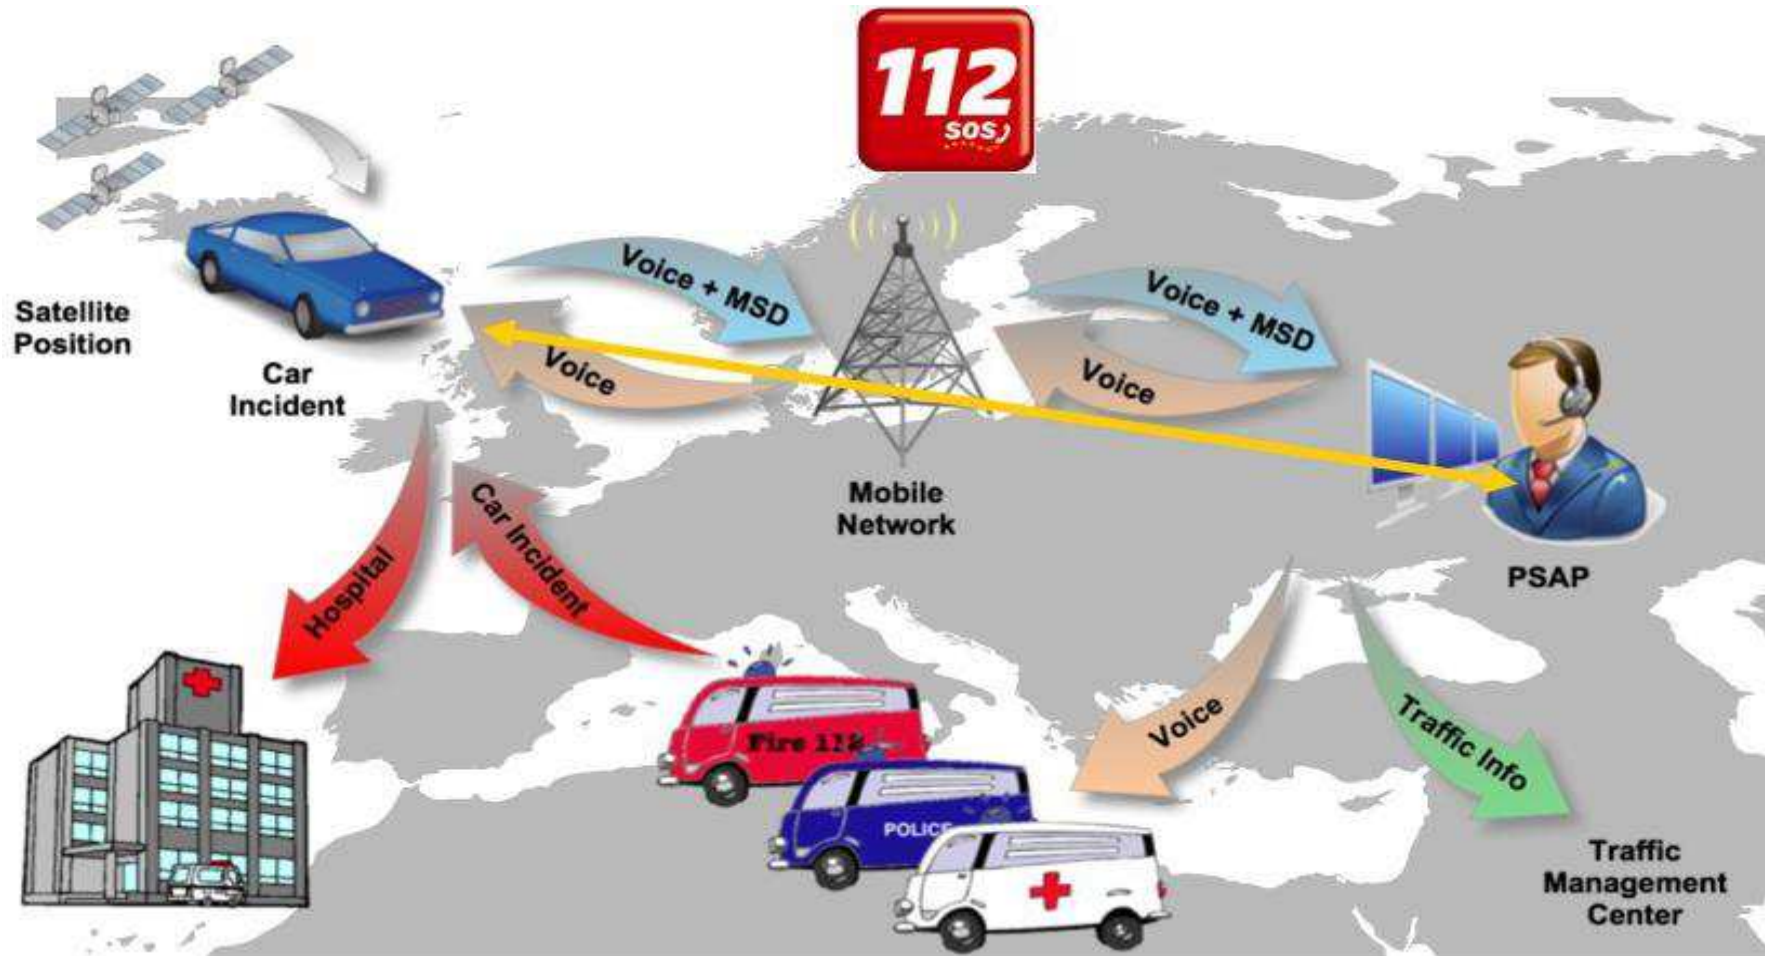 112
SOS
Satellite
Position
Car
Incident
Voice + MSD
Voice
Voice + MSD
Voice
Mobile
Network
PSAP
Hospital
Car Incident
Voice
Traffic Info
Fire 112
POLICE
Traffic
Management
Center